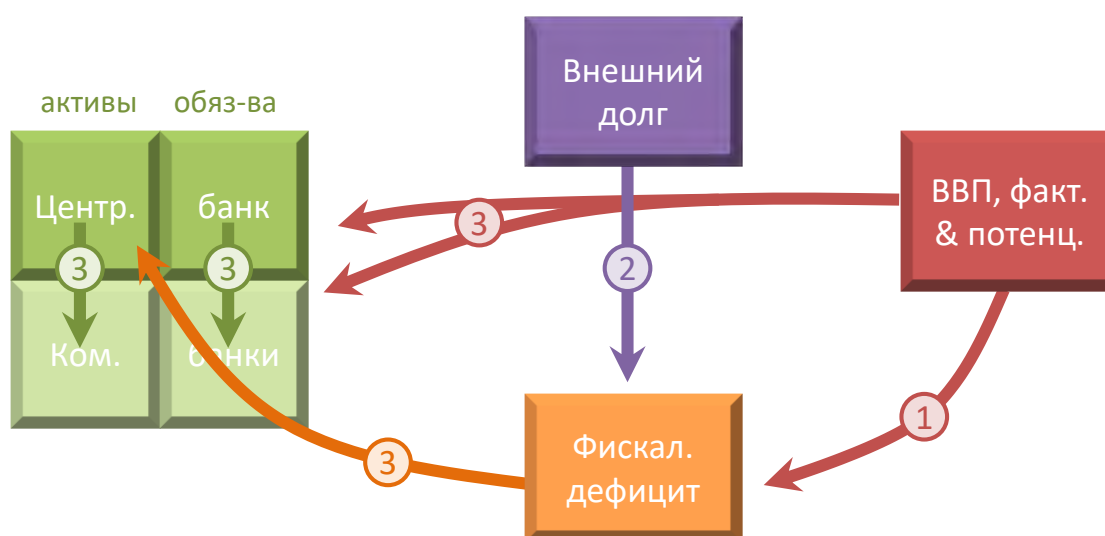 Внешний
долг
активы
обяз-ва
Центр.
банк
3
3
Ком.
банки
3
2
ВВП, факт.
& потенц.
1
3
Фискал.
дефицит